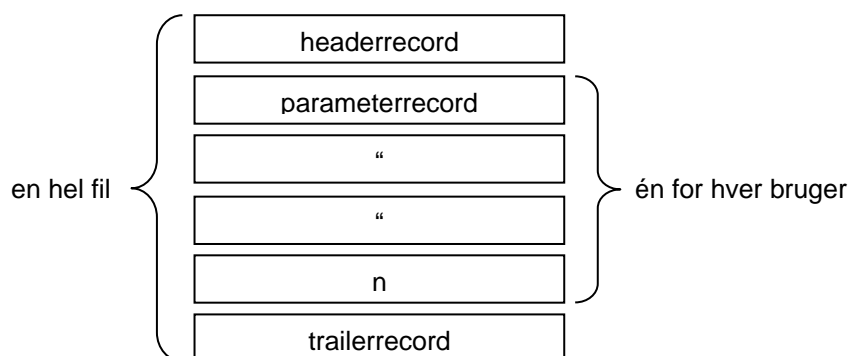 headerrecord
parameterrecord
“
en hel fil
én for hver bruger
“
n
trailerrecord